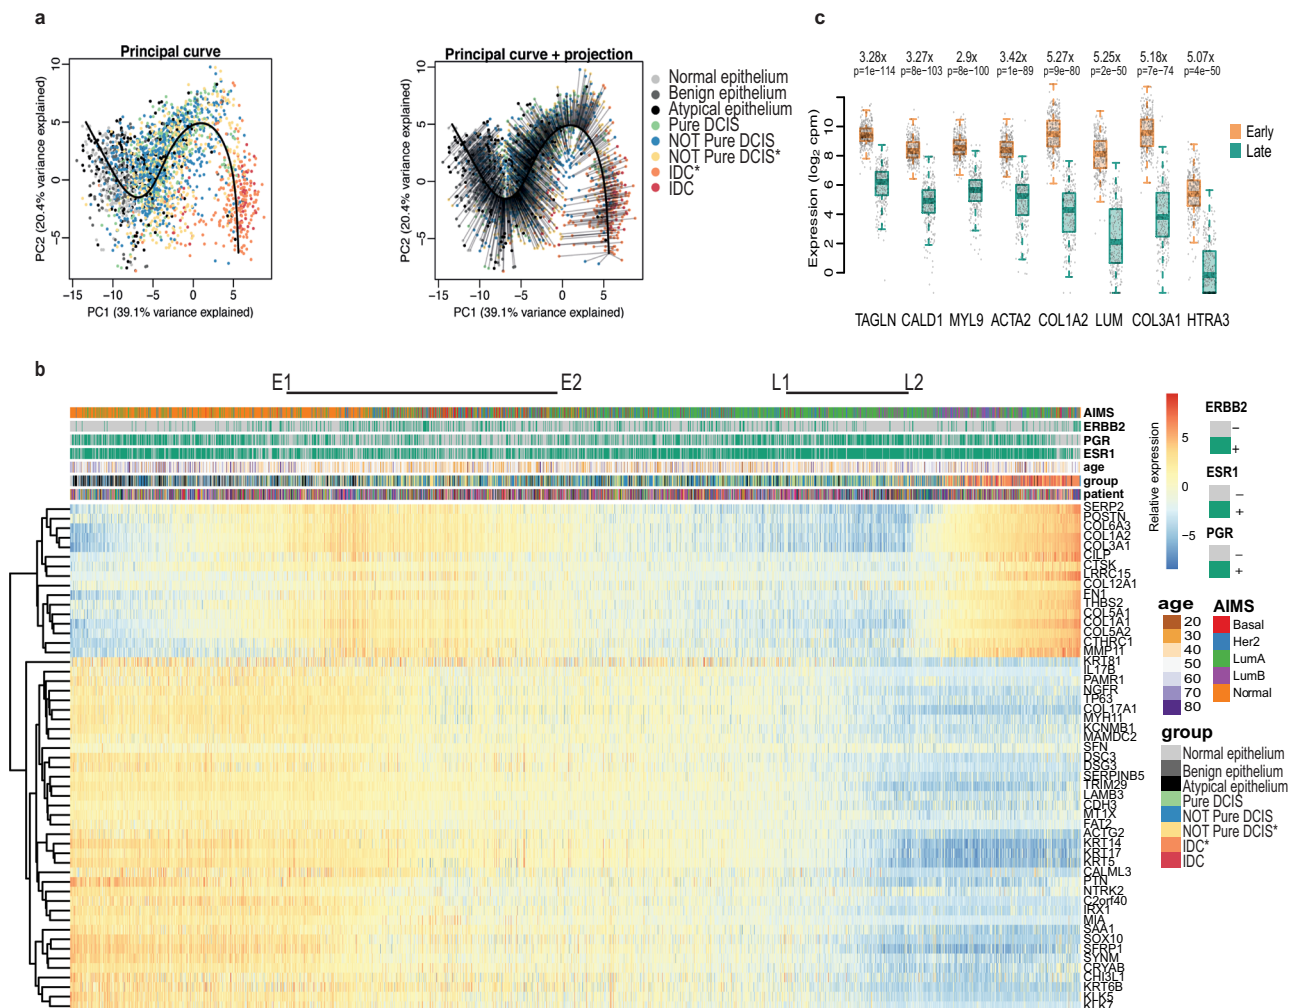 a
Principal curve
10
5
0
−5
−15
−10
−5
0
5
PC2 (20.4% variance explained)
PC1 (39.1% variance explained)
Principal curve + projection
10
5
0
−5
−15
−10
−5
0
5
PC2 (20.4% variance explained)
PC1 (39.1% variance explained)
Normal epithelium
Benign epithelium
Atypical epithelium
Pure DCIS
NOT Pure DCIS
NOT Pure DCIS*
IDC*
IDC
c
3.28x 3.27x 2.9x 3.42x 5.27x 5.25x 5.18x 5.07x
p=1e−114 p=8e−103 p=8e−100 p=1e−89 p=9e−80 p=2e−50 p=7e−74 p=4e−50
Expression (log2 cpm)
10
8
6
4
2
0
TAGLN CALD1 MYL9 ACTA2 COL1A2 LUM COL3A1 HTRA3
Early
Late
b
E1 E2 L1 L2
AIMS
ERBB2
PGR
ESR1
age
group
patient
SERP2
POSTN
COL6A3
COL1A2
COL3A1
CILP
CTSK
LRRC15
COL12A1
FN1
THBS2
COL5A1
COL1A1
COL5A2
CTHRC1
MMP11
KRT81
IL17B
PAMR1
NGFR
TP63
COL17A1
MYH11
KCNMB1
MAMDC2
SFN
DSC3
DSG3
SERPINB5
TRIM29
LAMB3
CDH3
MT1X
FAT2
ACTG2
KRT14
KRT17
KRT5
CALML3
PTN
NTRK2
C2orf40
IRX1
MIA
SAA1
SOX10
SFRP1
SYNM
CRYAB
CHI3L1
KRT6B
KLK5
KLK7
Relative expression
5
0
−5
ERBB2
−
+
ESR1
−
+
PGR
−
+
age
20
30
40
50
60
70
80
AIMS
Basal
Her2
LumA
LumB
Normal
group
Normal epithelium
Benign epithelium
Atypical epithelium
Pure DCIS
NOT Pure DCIS
NOT Pure DCIS*
IDC*
IDC